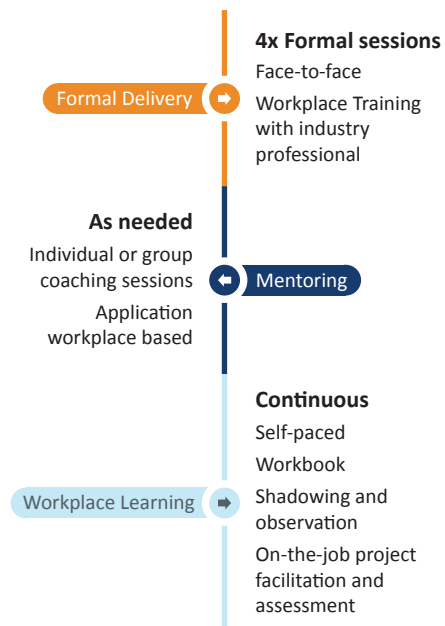 4x Formal sessions
Face-to-face
Formal Delivery
Workplace Training
with industry
professional
As needed
Individual or group
coaching sessions
Mentoring
Application
workplace based
Continuous
Self-paced
Workbook
Workplace Learning
Shadowing and
observation
On-the-job project
facilitation and
assessment